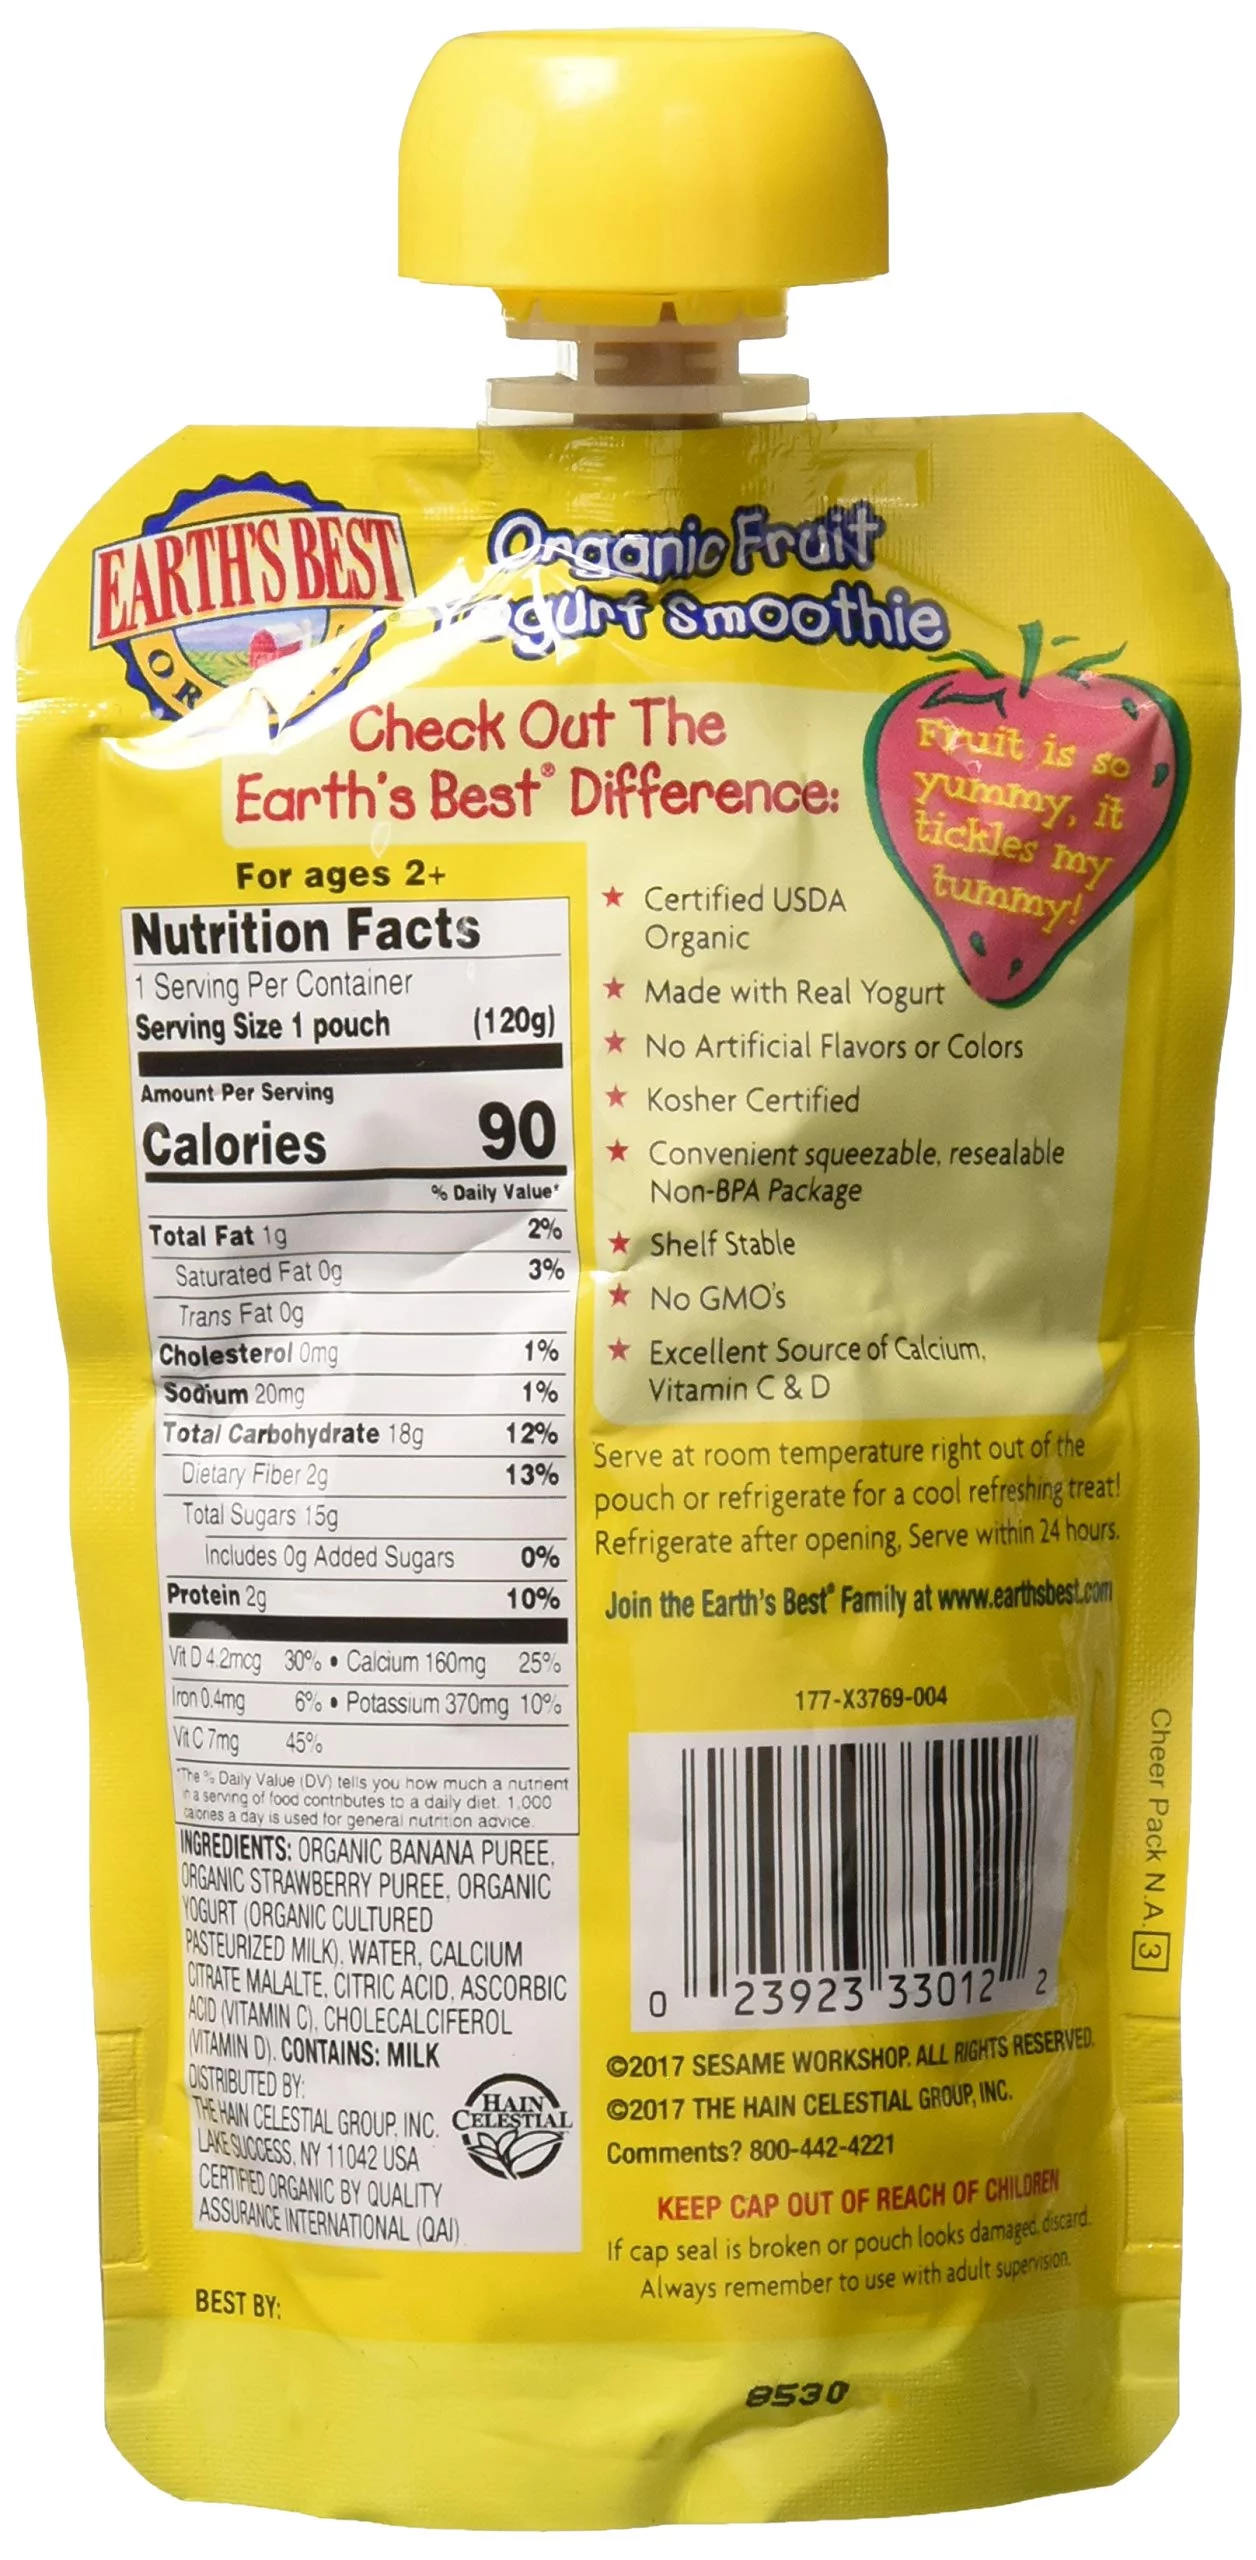 EARTH'S BEST
OR
Organic Fruit
Yogurt Smoothie
Check Out The
Earth's Best® Difference:
Fruit is so
yummy, it
tickles my
tummy!
For ages 2+
Nutrition Facts
1 Serving Per Container
Serving Size 1 pouch (120g)
Amount Per Serving
Calories 90
% Daily Value*
Total Fat 1g 2%
Saturated Fat 0g 3%
Trans Fat 0g
Cholesterol 0mg 1%
Sodium 20mg 1%
Total Carbohydrate 18g 12%
Dietary Fiber 2g 13%
Total Sugars 15g
Includes 0g Added Sugars 0%
Protein 2g 10%
Vit D 4.2mcg 30% • Calcium 160mg 25%
Iron 0.4mg 6% • Potassium 370mg 10%
Vit C 7mg 45%
*The % Daily Value (DV) tells you how much a nutrient
in a serving of food contributes to a daily diet. 1,000
calories a day is used for general nutrition advice.
INGREDIENTS: ORGANIC BANANA PUREE,
ORGANIC STRAWBERRY PUREE, ORGANIC
YOGURT (ORGANIC CULTURED
PASTEURIZED MILK), WATER, CALCIUM
CITRATE MALALTE, CITRIC ACID, ASCORBIC
ACID (VITAMIN C), CHOLECALCIFEROL
(VITAMIN D). CONTAINS: MILK
DISTRIBUTED BY:
THE HAIN CELESTIAL GROUP, INC.
LAKE SUCCESS, NY 11042 USA
CERTIFIED ORGANIC BY QUALITY
ASSURANCE INTERNATIONAL (QAI)
HAIN
CELESTIAL
BEST BY:
★ Certified USDA
Organic
★ Made with Real Yogurt
★ No Artificial Flavors or Colors
★ Kosher Certified
★ Convenient squeezable, resealable
Non-BPA Package
★ Shelf Stable
★ No GMO's
★ Excellent Source of Calcium,
Vitamin C & D
Serve at room temperature right out of the
pouch or refrigerate for a cool refreshing treat!
Refrigerate after opening, Serve within 24 hours.
Join the Earth's Best® Family at www.earthsbest.com
177-X3769-004
0 23923 33012 2
Cheer Pack N.A. 3
©2017 SESAME WORKSHOP. ALL RIGHTS RESERVED.
©2017 THE HAIN CELESTIAL GROUP, INC.
Comments? 800-442-4221
KEEP CAP OUT OF REACH OF CHILDREN
If cap seal is broken or pouch looks damaged, discard.
Always remember to use with adult supervision.
8530